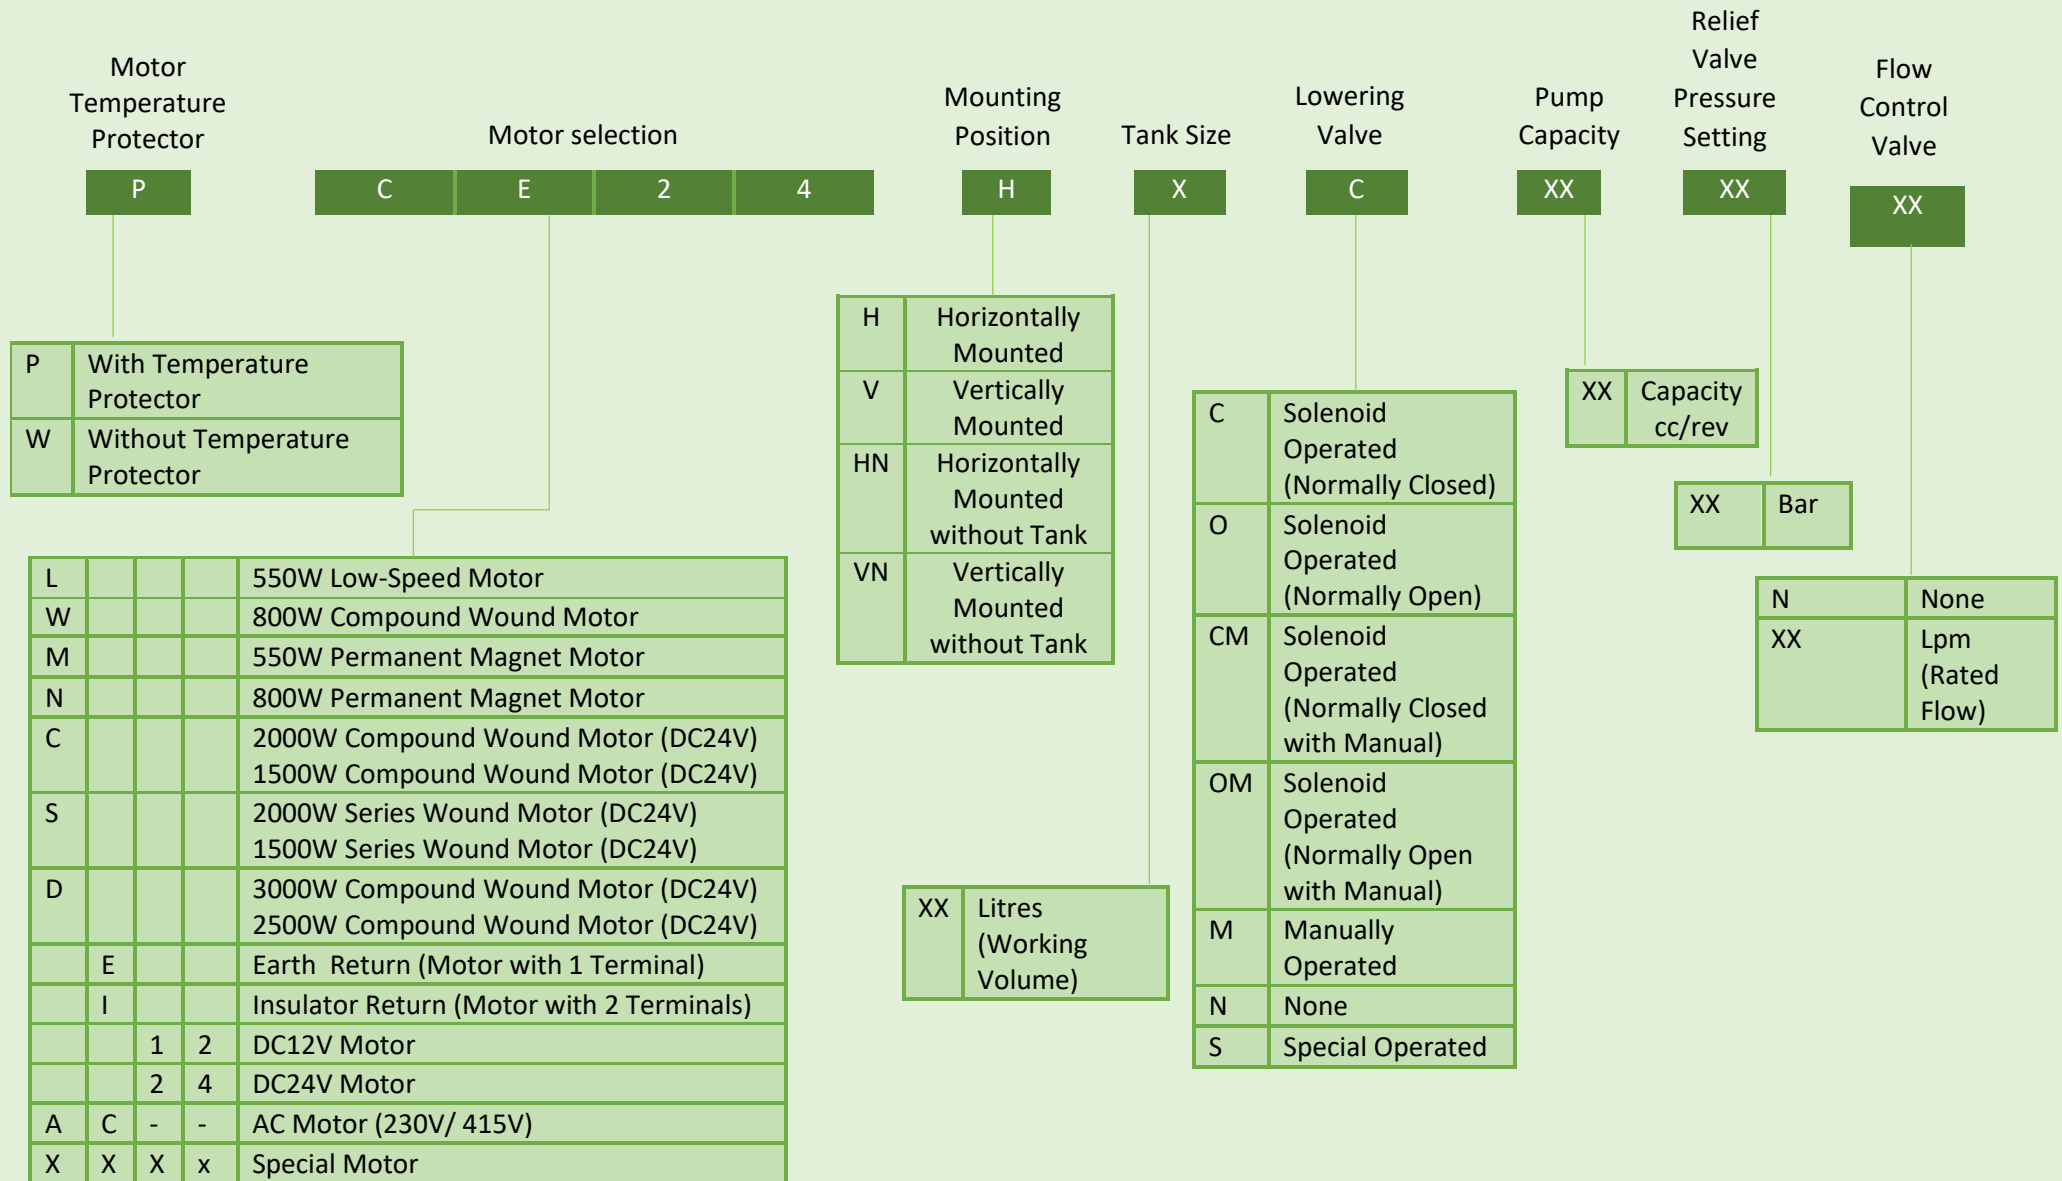 Motor
Temperature
Protector
Motor selection
Mounting
Position
Tank Size
Lowering
Valve
Pump
Capacity
Relief
Valve
Pressure
Setting
Flow
Control
Valve
P
C E 2 4
H
X
C
XX
XX
XX
P With Temperature
Protector
W Without Temperature
Protector
L 550W Low-Speed Motor
W 800W Compound Wound Motor
M 550W Permanent Magnet Motor
N 800W Permanent Magnet Motor
C 2000W Compound Wound Motor (DC24V)
1500W Compound Wound Motor (DC24V)
S 2000W Series Wound Motor (DC24V)
1500W Series Wound Motor (DC24V)
D 3000W Compound Wound Motor (DC24V)
2500W Compound Wound Motor (DC24V)
E Earth  Return (Motor with 1 Terminal)
I Insulator Return (Motor with 2 Terminals)
1 2 DC12V Motor
2 4 DC24V Motor
A C - - AC Motor (230V/ 415V)
X X X x Special Motor
H Horizontally
Mounted
V Vertically
Mounted
HN Horizontally
Mounted
without Tank
VN Vertically
Mounted
without Tank
XX Litres
(Working
Volume)
C Solenoid
Operated
(Normally Closed)
O Solenoid
Operated
(Normally Open)
CM Solenoid
Operated
(Normally Closed
with Manual)
OM Solenoid
Operated
(Normally Open
with Manual)
M Manually
Operated
N None
S Special Operated
XX Capacity
cc/rev
XX Bar
N None
XX Lpm
(Rated
Flow)